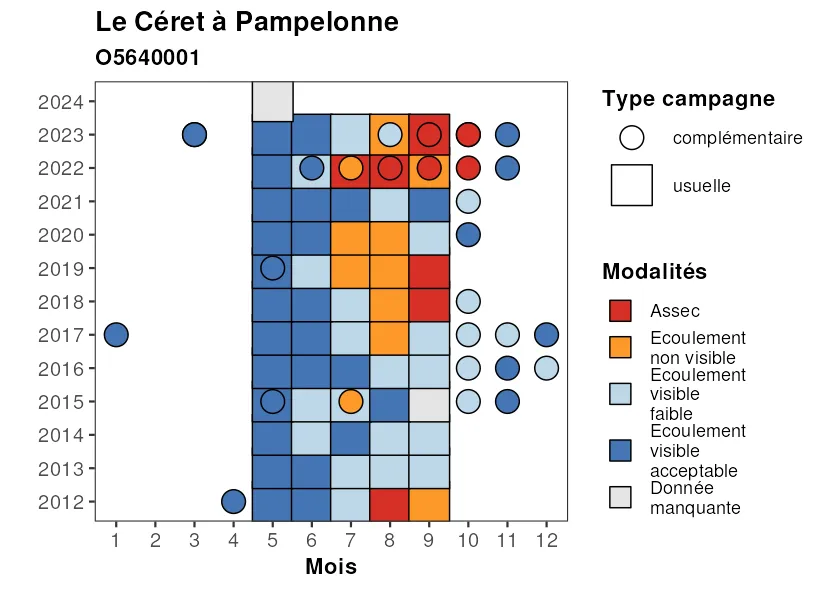 Le Céret à Pampelonne
O5640001
2024
2023
2022
2021
2020
2019
2018
2017
2016
2015
2014
2013
2012
1 2 3 4 5 6 7 8 9 10 11 12
Mois
Type campagne
complémentaire
usuelle
Modalités
Assec
Ecoulement
non visible
Ecoulement
visible
faible
Ecoulement
visible
acceptable
Donnée
manquante